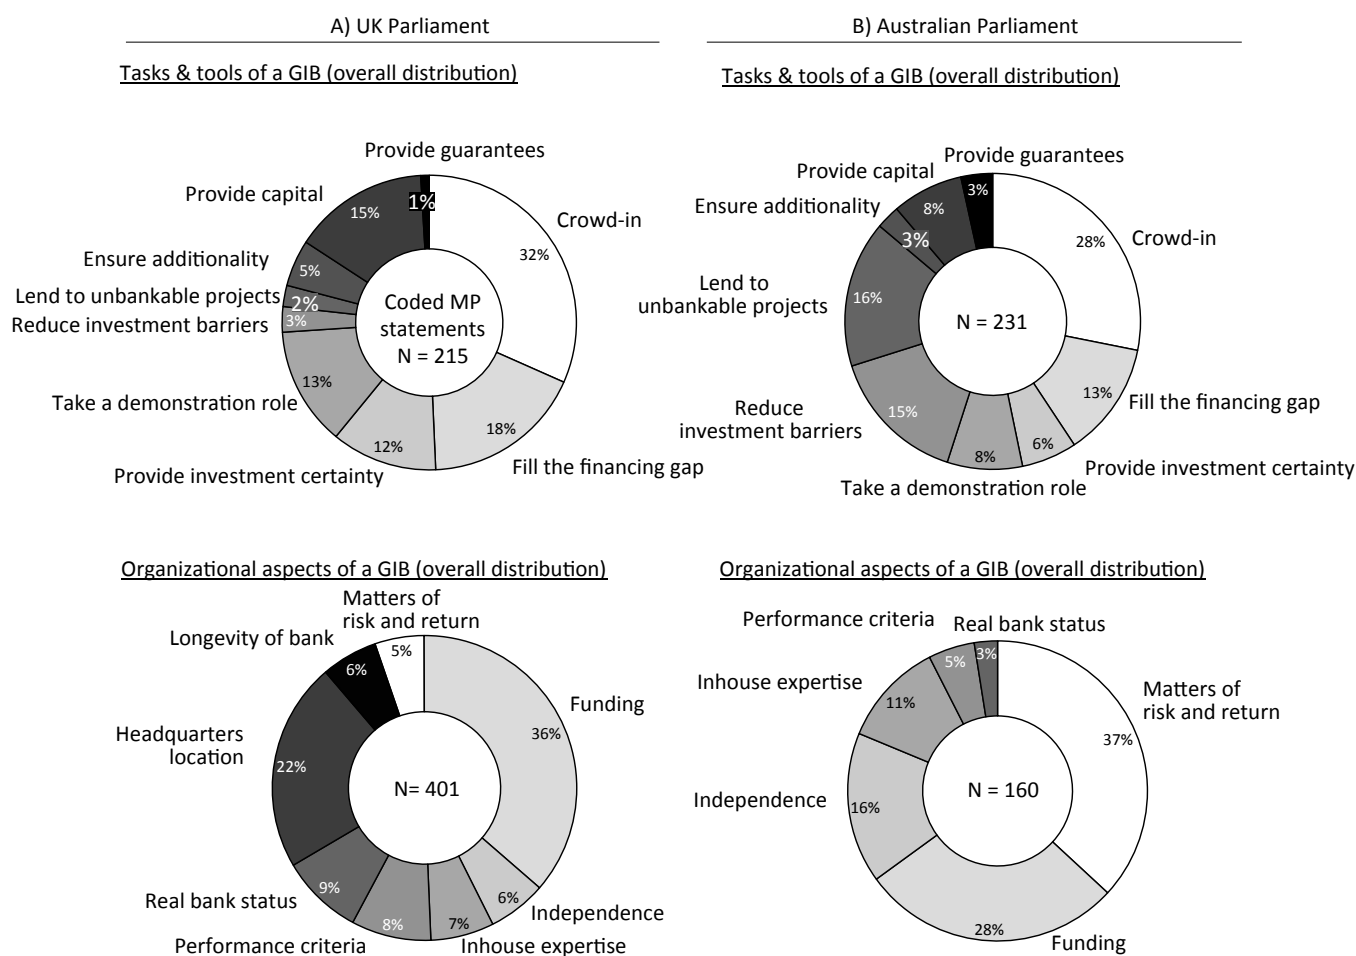 A) UK Parliament
Tasks & tools of a GIB (overall distribution)
Provide guarantees
1%
Provide capital
15%
Crowd-in
32%
Ensure additionality
5%
Lend to unbankable projects
2%
Reduce investment barriers
3%
Coded MP
statements
N = 215
Take a demonstration role
13%
Provide investment certainty
12%
18%
Fill the financing gap
Organizational aspects of a GIB (overall distribution)
Matters of
risk and return
5%
Longevity of bank
6%
Funding
36%
Headquarters
location
22%
N= 401
Real bank status
9%
Performance criteria
8%
7%
Inhouse expertise
6%
Independence
B) Australian Parliament
Tasks & tools of a GIB (overall distribution)
Provide guarantees
3%
Provide capital
8%
Ensure additionality
3%
Crowd-in
28%
Lend to
unbankable projects
16%
N = 231
Reduce
investment barriers
15%
13%
Fill the financing gap
6%
Provide investment certainty
8%
Take a demonstration role
Organizational aspects of a GIB (overall distribution)
Performance criteria
5%
Real bank status
3%
Inhouse expertise
11%
Matters of
risk and return
37%
Independence
16%
N = 160
28%
Funding